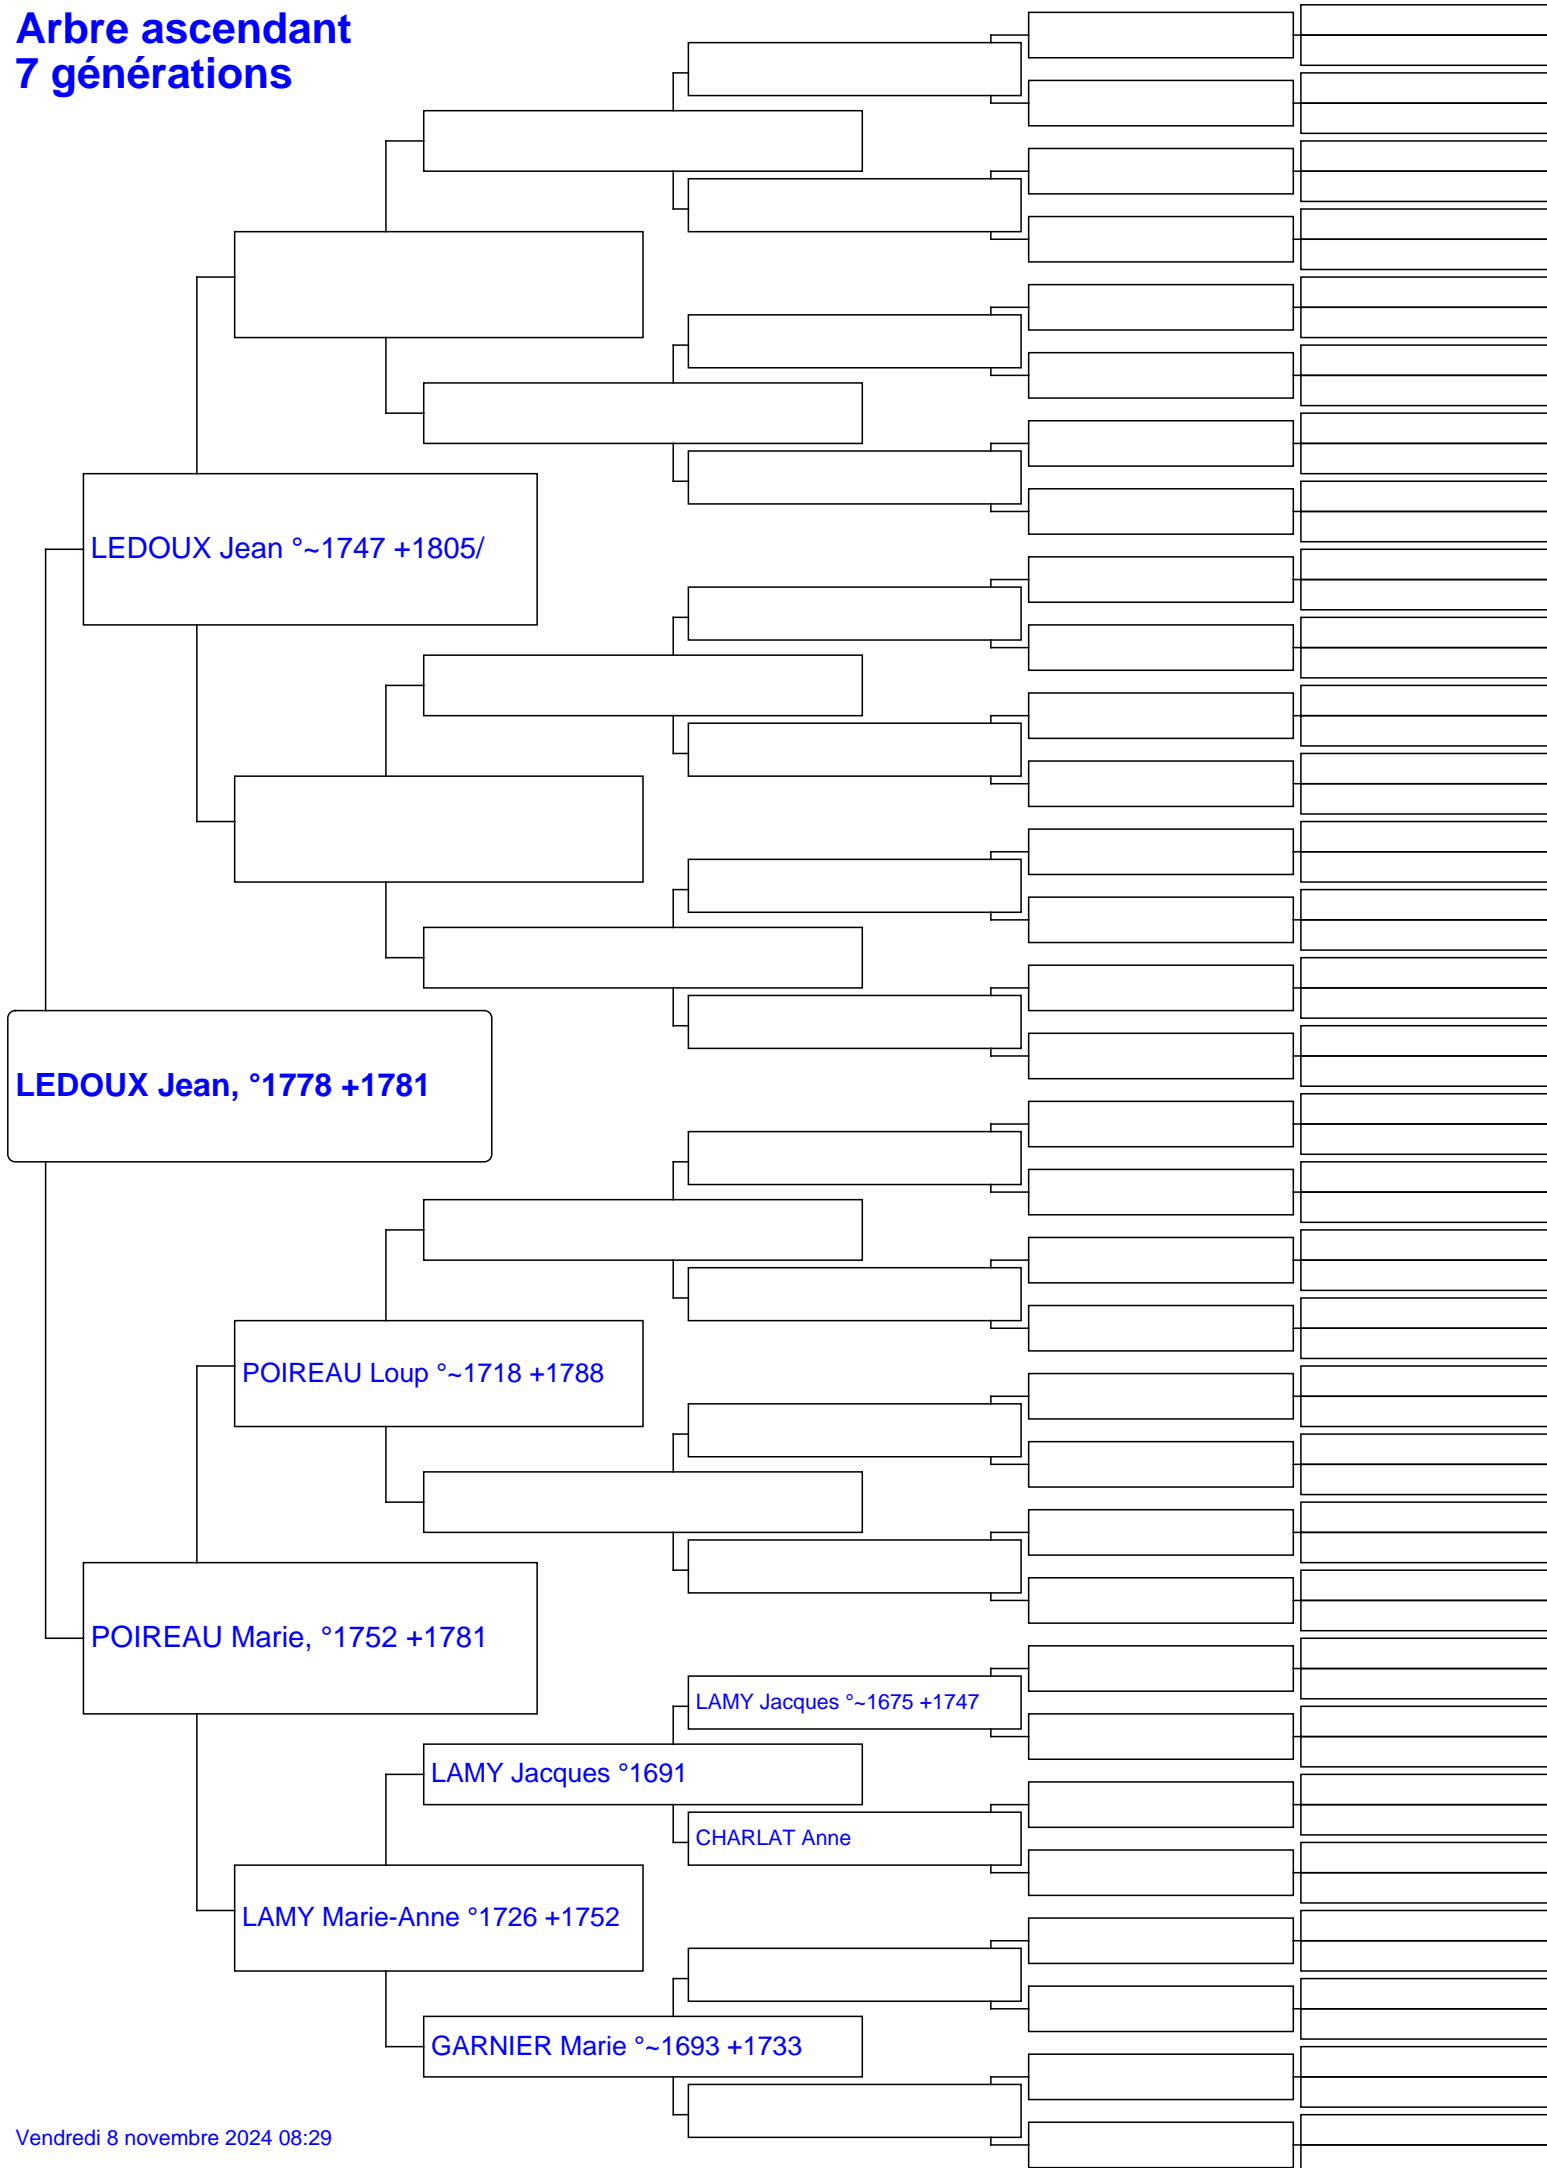 Arbre ascendant
7 générations
LEDOUX Jean °~1747 +1805/
LEDOUX Jean, °1778 +1781
POIREAU Loup °~1718 +1788
POIREAU Marie, °1752 +1781
LAMY Jacques °~1675 +1747
LAMY Jacques °1691
CHARLAT Anne
LAMY Marie-Anne °1726 +1752
GARNIER Marie °~1693 +1733
Vendredi 8 novembre 2024 08:29